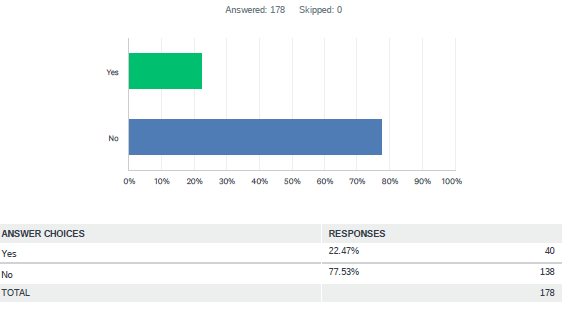 Answered: 178 Skipped: 0
Yes
No
0% 10% 20% 30% 40% 50% 60% 70% 80% 90% 100%
ANSWER CHOICES RESPONSES
Yes 22.47% 40
No 77.53% 138
TOTAL 178